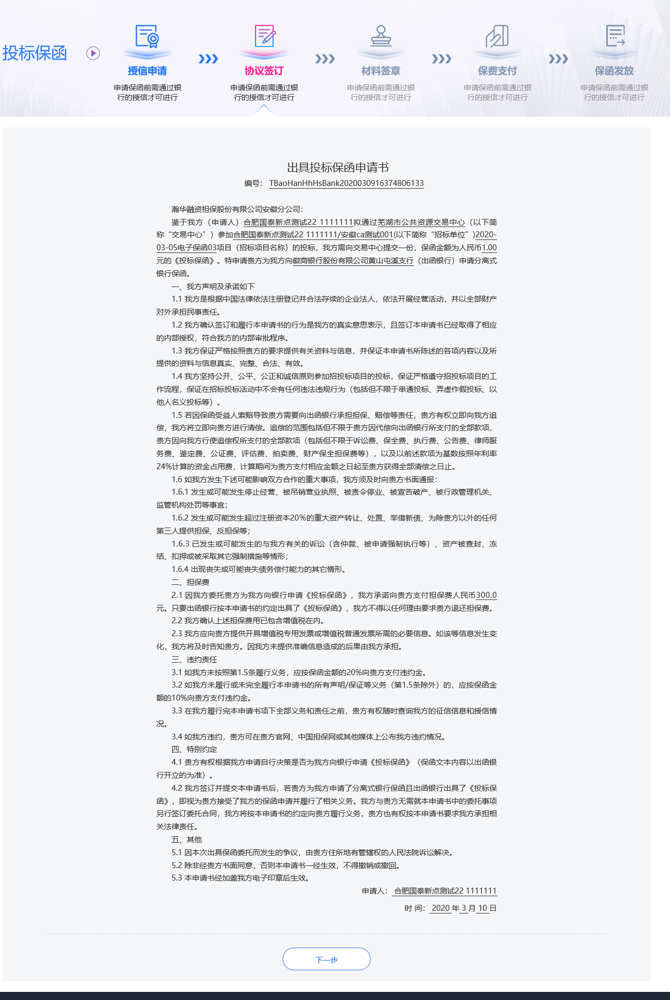 投标保函
授信申请
申请保函前需通过银
行的授信才可进行
协议签订
申请保函前需通过银
行的授信才可进行
材料签章
申请保函前需通过银
行的授信才可进行
保费支付
申请保函前需通过银
行的授信才可进行
保函发放
申请保函前需通过银
行的授信才可进行
出具投标保函申请书
编号： TBaoHanHhHsBank2020030916374806133
瀚华融资担保股份有限公司安徽分公司：
鉴于我方（申请人）合肥国泰新点测试22 1111111拟通过芜湖市公共资源交易中心（以下简
称“交易中心”）参加合肥国泰新点测试22 1111111/安徽ca测试001(以下简称“招标单位”)2020-
03-05电子保函03项目（招标项目名称）的投标，我方需向交易中心提交一份，保函金额为人民币1.00
元的《投标保函》。特申请贵方为我方向徽商银行股份有限公司黄山屯溪支行（出函银行）申请分离式
银行保函。
一、我方声明及承诺如下
1.1 我方是根据中国法律依法注册登记并合法存续的企业法人，依法开展经营活动，并以全部财产
对外承担民事责任。
1.2 我方确认签订和履行本申请书的行为是我方的真实意思表示，且签订本申请书已经取得了相应
的内部授权，符合我方的内部审批程序。
1.3 我方保证严格按照贵方的要求提供有关资料与信息，并保证本申请书所陈述的各项内容以及所
提供的资料与信息真实、完整、合法、有效。
1.4 我方坚持公开、公平、公正和诚信原则参加招投标项目的投标，保证严格遵守招投标项目的工
作流程，保证在招标投标活动中不会有任何违法违规行为（包括但不限于串通投标、弄虚作假投标、以
他人名义投标等）。
1.5 若因保函受益人索赔导致贵方需要向出函银行承担担保、赔偿等责任，贵方有权立即向我方追
偿，我方将立即向贵方进行清偿。追偿的范围包括但不限于贵方因代偿向出函银行所支付的全部款项，
贵方因向我方行使追偿权所支付的全部款项（包括但不限于诉讼费、保全费、执行费、公告费、律师服
务费、鉴定费、公证费、评估费、拍卖费、财产保全担保费等），以及以前述款项为基数按照年利率
24%计算的资金占用费，计算期间为贵方支付相应金额之日起至贵方获得全部清偿之日止。
1.6 如我方发生下述可能影响双方合作的重大事项，我方须及时向贵方书面通报：
1.6.1 发生或可能发生停止经营、被吊销营业执照、被责令停业、被宣告破产、被行政管理机关、
监管机构处罚等事宜；
1.6.2 发生或可能发生超过注册资本20％的重大资产转让、处置、举借新债、为除贵方以外的任何
第三人提供担保、反担保等；
1.6.3 已发生或可能发生的与我方有关的诉讼（含仲裁、被申请强制执行等）、资产被查封、冻
结、扣押或被采取其它强制措施等情形；
1.6.4 出现丧失或可能丧失债务偿付能力的其它情形。
二、担保费
2.1 因我方委托贵方为我方向银行申请《投标保函》，我方承诺向贵方支付担保费人民币300.0
元。只要出函银行按本申请书的约定出具了《投标保函》，我方不得以任何理由要求贵方退还担保费。
2.2 我方确认上述担保费用已包含增值税在内。
2.3 我方应向贵方提供开具增值税专用发票或增值税普通发票所需的必要信息。如该等信息发生变
化，我方将及时告知贵方。因我方未提供准确信息造成的后果由我方承担。
三、违约责任
3.1 如我方未按照第1.5条履行义务，应按保函金额的20%向贵方支付违约金。
3.2 如我方未履行或未完全履行本申请书的所有声明/保证等义务（第1.5条除外）的，应按保函金
额的10%向贵方支付违约金。
3.3 在我方履行完本申请书项下全部义务和责任之前，贵方有权随时查询我方的征信信息和授信情
况。
3.4 如我方违约，贵方可在贵方官网、中国担保网或其他媒体上公布我方违约情况。
四、特别约定
4.1 贵方有权根据我方申请自行决策是否为我方向银行申请《投标保函》（保函文本内容以出函银
行开立的为准）。
4.2 我方签订并提交本申请书后，若贵方为我方申请了分离式银行保函且出函银行出具了《投标保
函》，即视为贵方接受了我方的保函申请并履行了相关义务。我方与贵方无需就本申请书中的委托事项
另行签订委托合同，我方将按本申请书的约定向贵方履行义务，贵方也有权按本申请书要求我方承担相
关法律责任。
五、其他
5.1 因本次出具保函委托而发生的争议，由贵方住所地有管辖权的人民法院诉讼解决。
5.2 除非经贵方书面同意，否则本申请书一经生效，不得撤销或撤回。
5.3 本申请书经加盖我方电子印章后生效。
申请人： 合肥国泰新点测试22 1111111
时 间： 2020 年 3 月 10 日
下一步